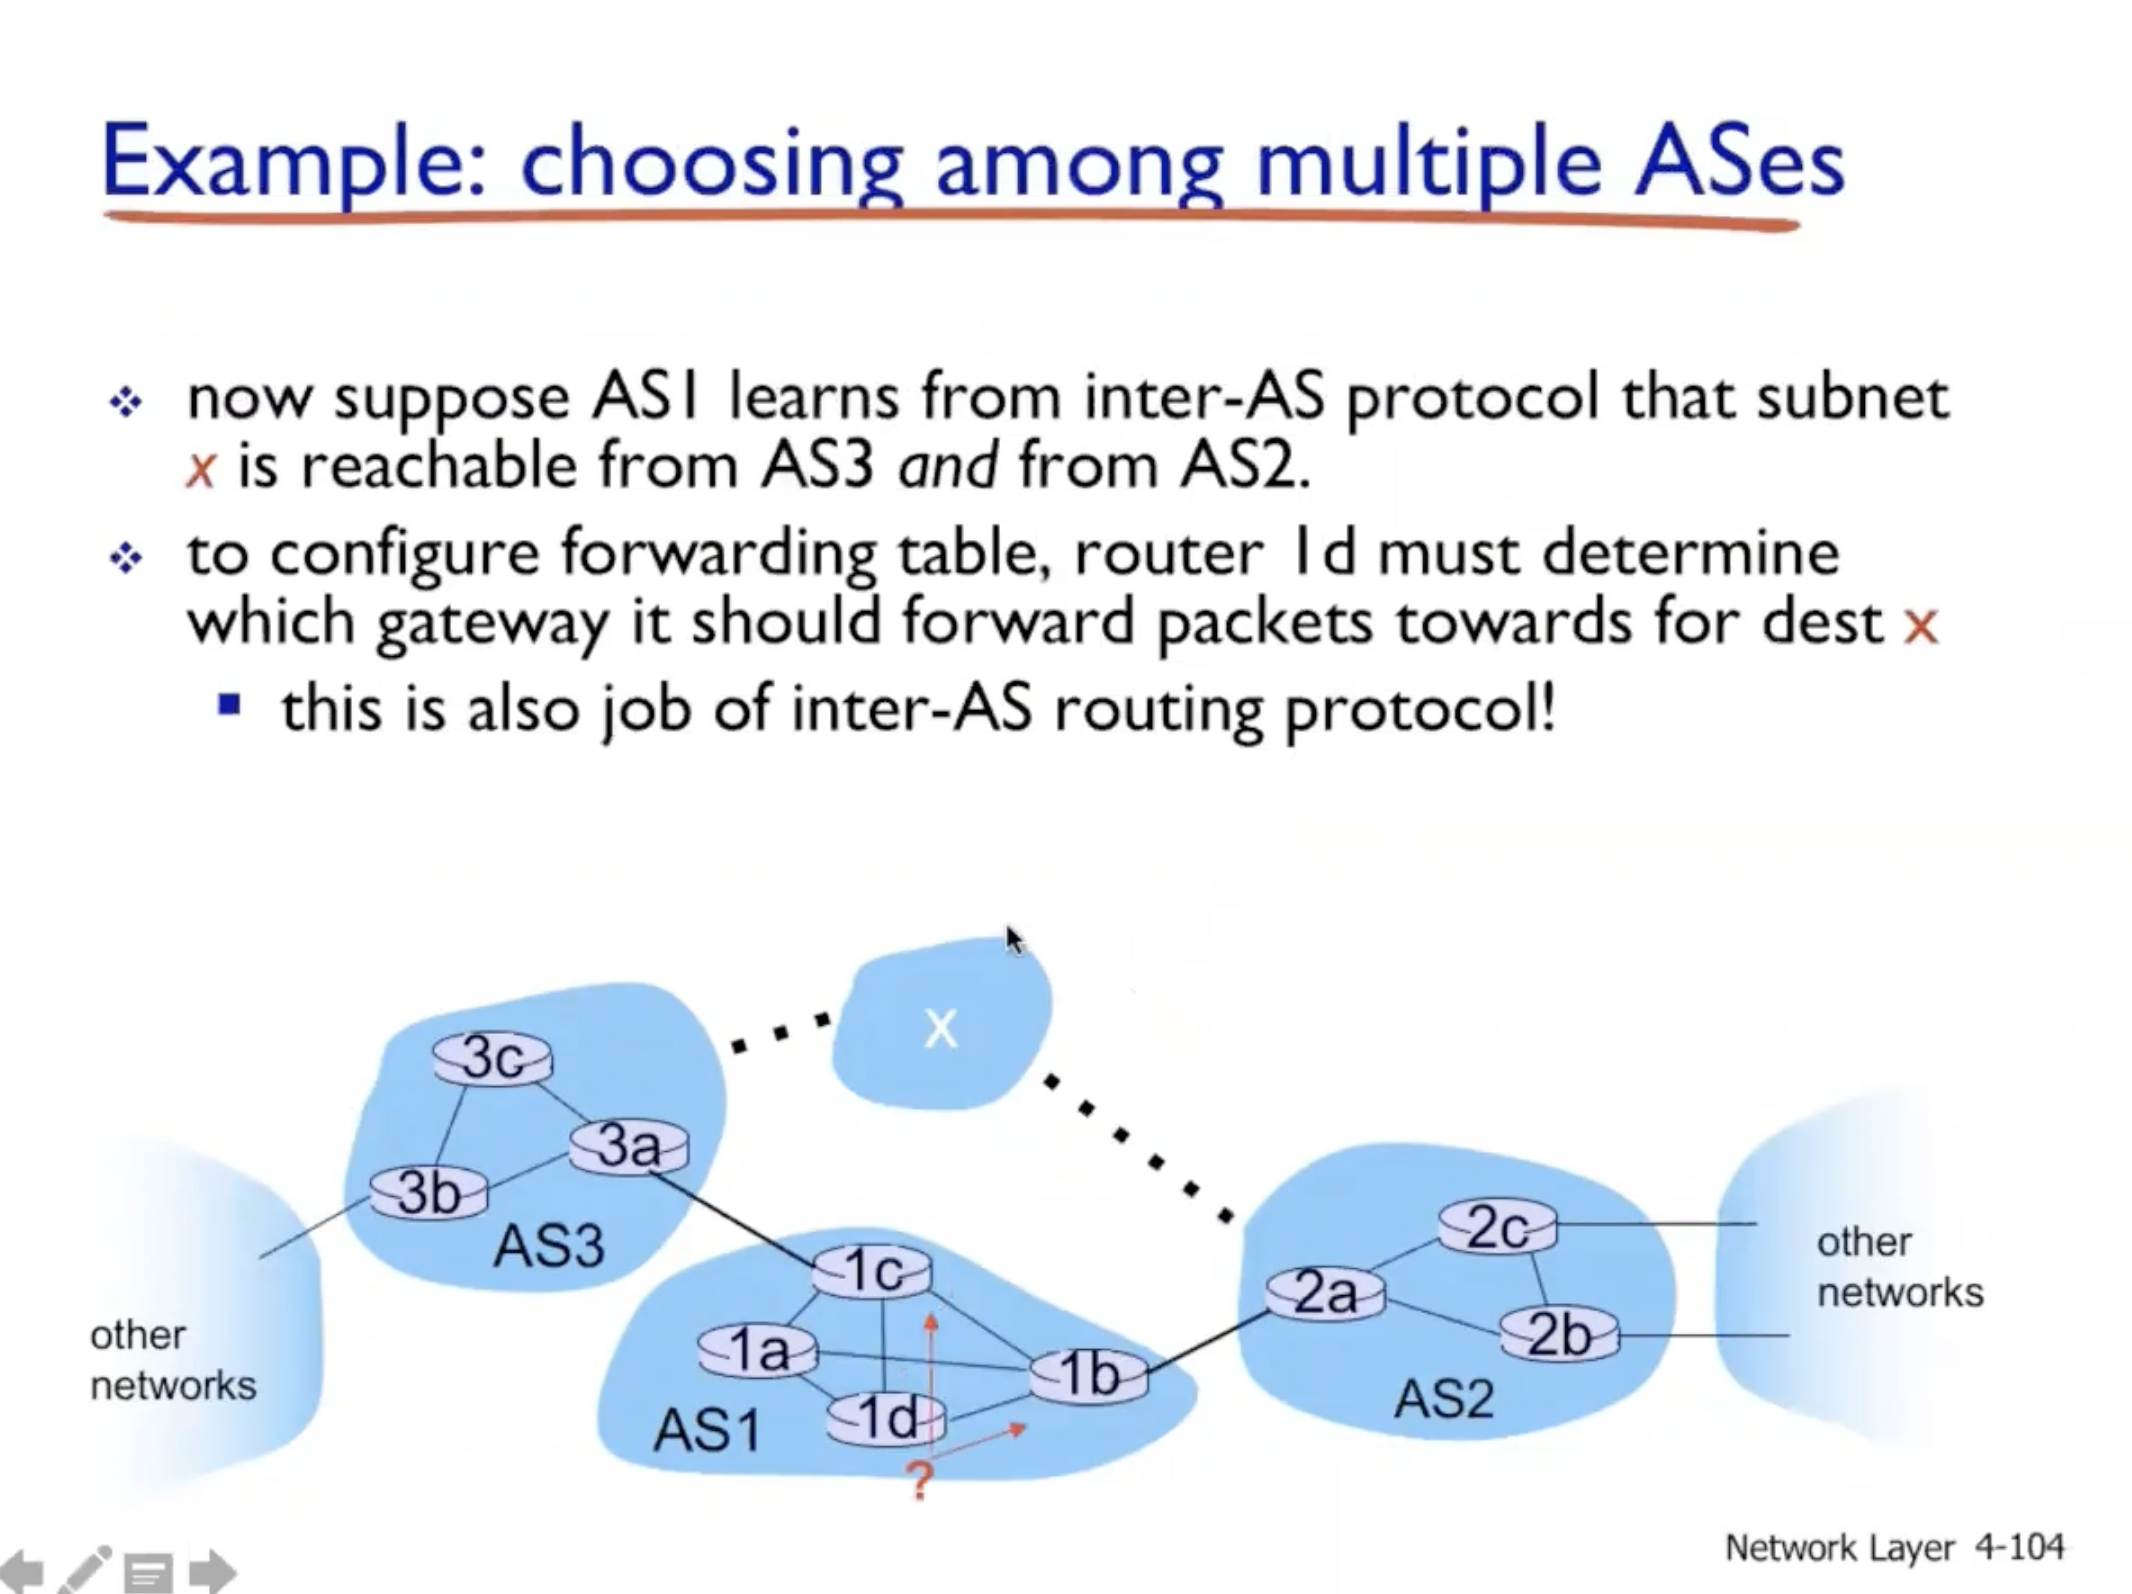 Example: choosing among multiple ASes
now suppose AS1 learns from inter-AS protocol that subnet
x is reachable from AS3 and from AS2.
to configure forwarding table, router 1d must determine
which gateway it should forward packets towards for dest x
this is also job of inter-AS routing protocol!
x
3c
3a
3b
AS3
other
networks
1c
1a
1b
1d
AS1
?
2c
2a
2b
AS2
other
networks
Network Layer 4-104